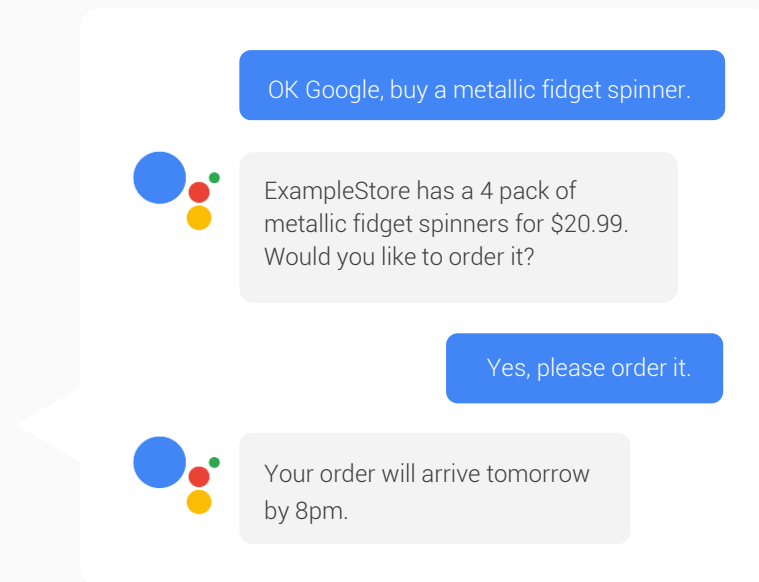 OK Google, buy a metallic fidget spinner.
ExampleStore has a 4 pack of
metallic fidget spinners for $20.99.
Would you like to order it?
Yes, please order it.
Your order will arrive tomorrow
by 8pm.